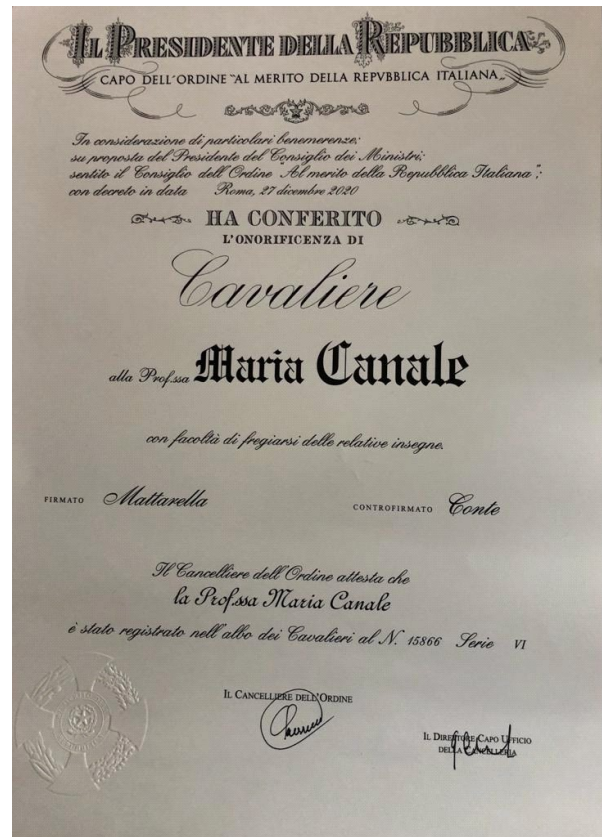 IL PRESIDENTE DELLA REPUBBLICA
CAPO DELL'ORDINE "AL MERITO DELLA REPVBBLICA ITALIANA„
In considerazione di particolari benemerenze;
su proposta del Presidente del Consiglio dei Ministri;
sentito il Consiglio dell'Ordine "Al merito della Repubblica Italiana";
con decreto in data Roma, 27 dicembre 2020
HA CONFERITO
L'ONORIFICENZA DI
Cavaliere
alla Prof.ssa Maria Canale
con facoltà di fregiarsi delle relative insegne.
FIRMATO Mattarella CONTROFIRMATO Conte
Il Cancelliere dell'Ordine attesta che
la Prof.ssa Maria Canale
è stato registrato nell'albo dei Cavalieri al N. 15866 Serie VI
IL CANCELLIERE DELL'ORDINE
IL DIRETTORE CAPO UFFICIO
DELLA CANCELLERIA